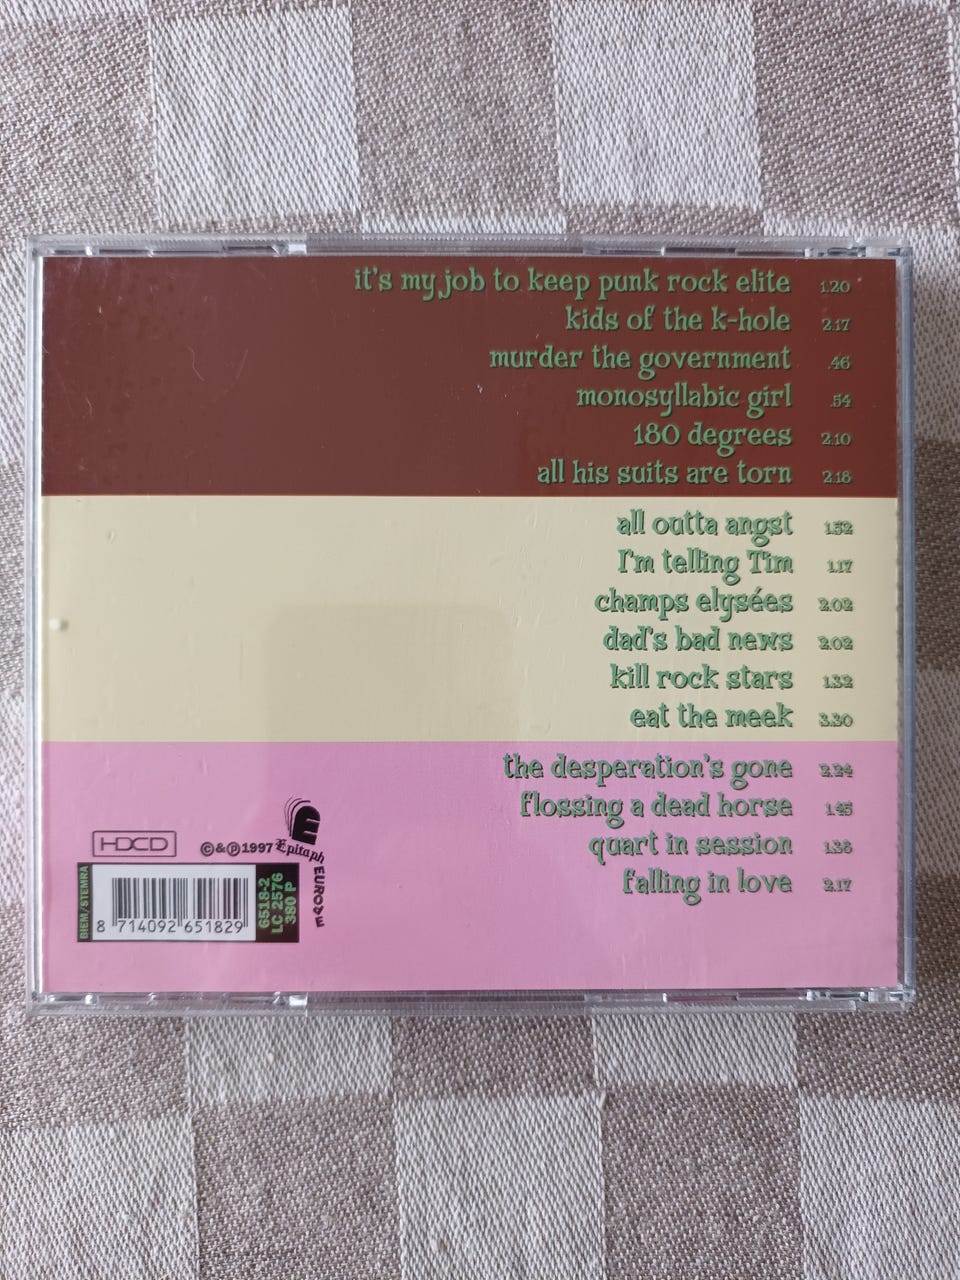 it's my job to keep punk rock elite 1.20
kids of the k-hole 2.17
murder the government .46
monosyllabic girl .54
180 degrees 2.10
all his suits are torn 2.18
all outta angst 1.52
I'm telling Tim 1.17
champs elysées 2.02
dad's bad news 2.02
kill rock stars 1.32
eat the meek 3.30
the desperation's gone 2.24
flossing a dead horse 1.45
quart in session 1.38
falling in love 2.17
HDCD
©&℗1997 Epitaph
EUROPE
BIEM/STEMRA
8 714092 651829
6518-2
LC 2576
380 P